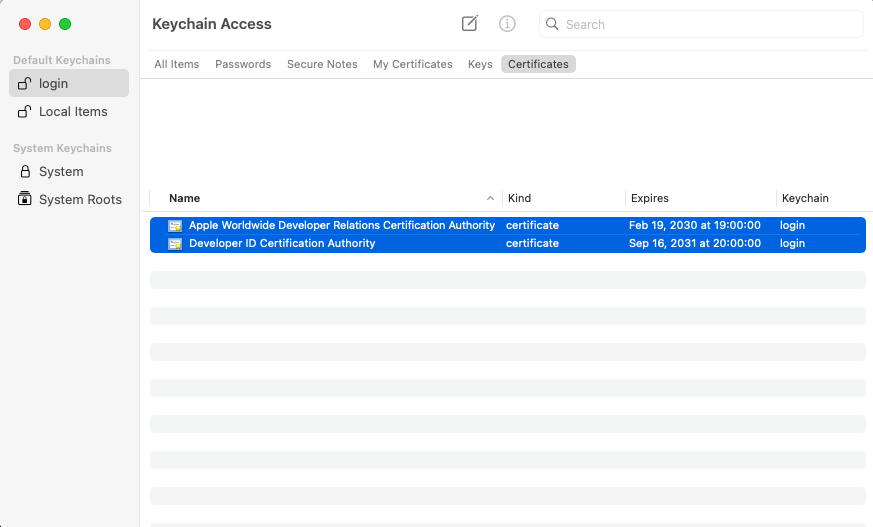 Keychain Access
Search
Default Keychains
login
Local Items
System Keychains
System
System Roots
All Items Passwords Secure Notes My Certificates Keys Certificates
Name Kind Expires Keychain
Apple Worldwide Developer Relations Certification Authority certificate Feb 19, 2030 at 19:00:00 login
Developer ID Certification Authority certificate Sep 16, 2031 at 20:00:00 login